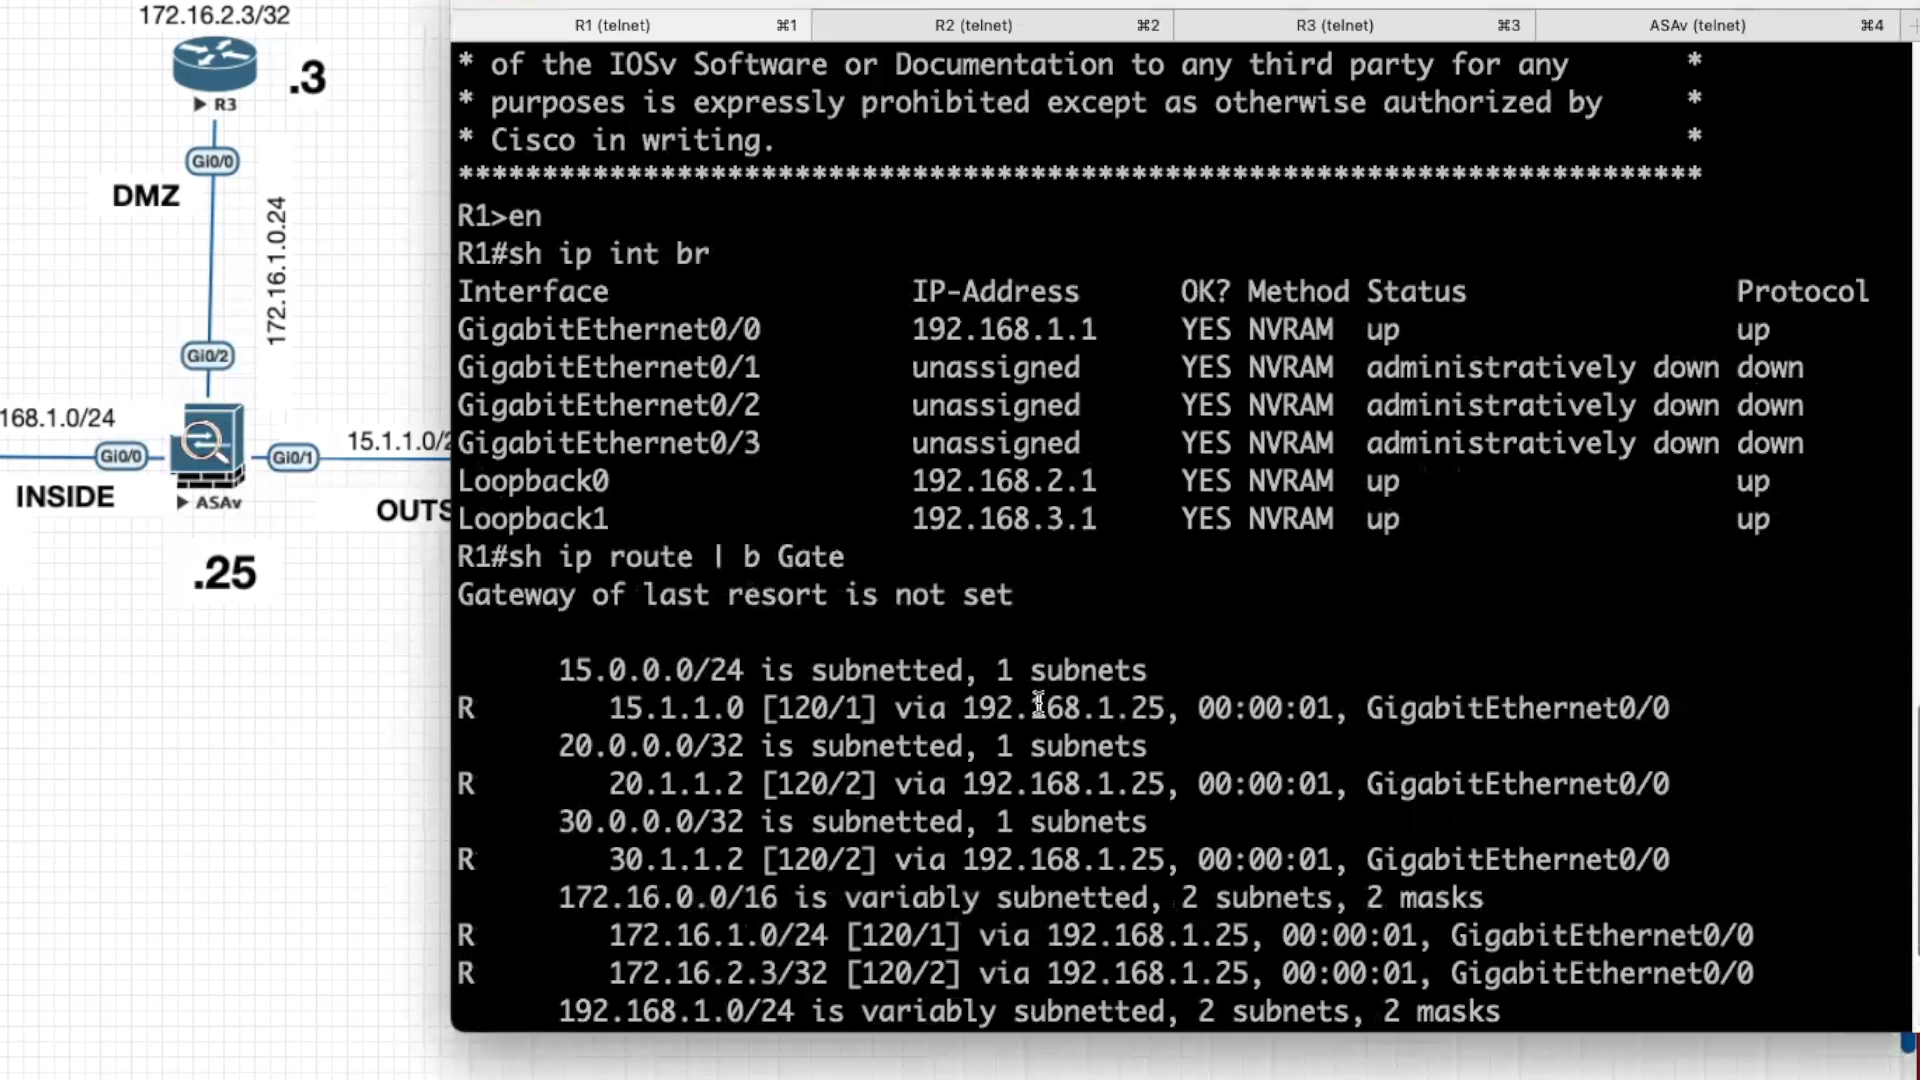 172.16.2.3/32
.3
R3
Gi0/0
DMZ
172.16.1.0.24
Gi0/2
168.1.0/24
Gi0/0
Gi0/1
15.1.1.0/2
INSIDE
ASAv
OUTS
.25
R1 (telnet) ⌘1 R2 (telnet) ⌘2 R3 (telnet) ⌘3 ASAv (telnet) ⌘4
* of the IOSv Software or Documentation to any third party for any *
* purposes is expressly prohibited except as otherwise authorized by *
* Cisco in writing. *
**************************************************************************
R1>en
R1#sh ip int br
Interface IP-Address OK? Method Status Protocol
GigabitEthernet0/0 192.168.1.1 YES NVRAM up up
GigabitEthernet0/1 unassigned YES NVRAM administratively down down
GigabitEthernet0/2 unassigned YES NVRAM administratively down down
GigabitEthernet0/3 unassigned YES NVRAM administratively down down
Loopback0 192.168.2.1 YES NVRAM up up
Loopback1 192.168.3.1 YES NVRAM up up
R1#sh ip route | b Gate
Gateway of last resort is not set
15.0.0.0/24 is subnetted, 1 subnets
R 15.1.1.0 [120/1] via 192.168.1.25, 00:00:01, GigabitEthernet0/0
20.0.0.0/32 is subnetted, 1 subnets
R 20.1.1.2 [120/2] via 192.168.1.25, 00:00:01, GigabitEthernet0/0
30.0.0.0/32 is subnetted, 1 subnets
R 30.1.1.2 [120/2] via 192.168.1.25, 00:00:01, GigabitEthernet0/0
172.16.0.0/16 is variably subnetted, 2 subnets, 2 masks
R 172.16.1.0/24 [120/1] via 192.168.1.25, 00:00:01, GigabitEthernet0/0
R 172.16.2.3/32 [120/2] via 192.168.1.25, 00:00:01, GigabitEthernet0/0
192.168.1.0/24 is variably subnetted, 2 subnets, 2 masks